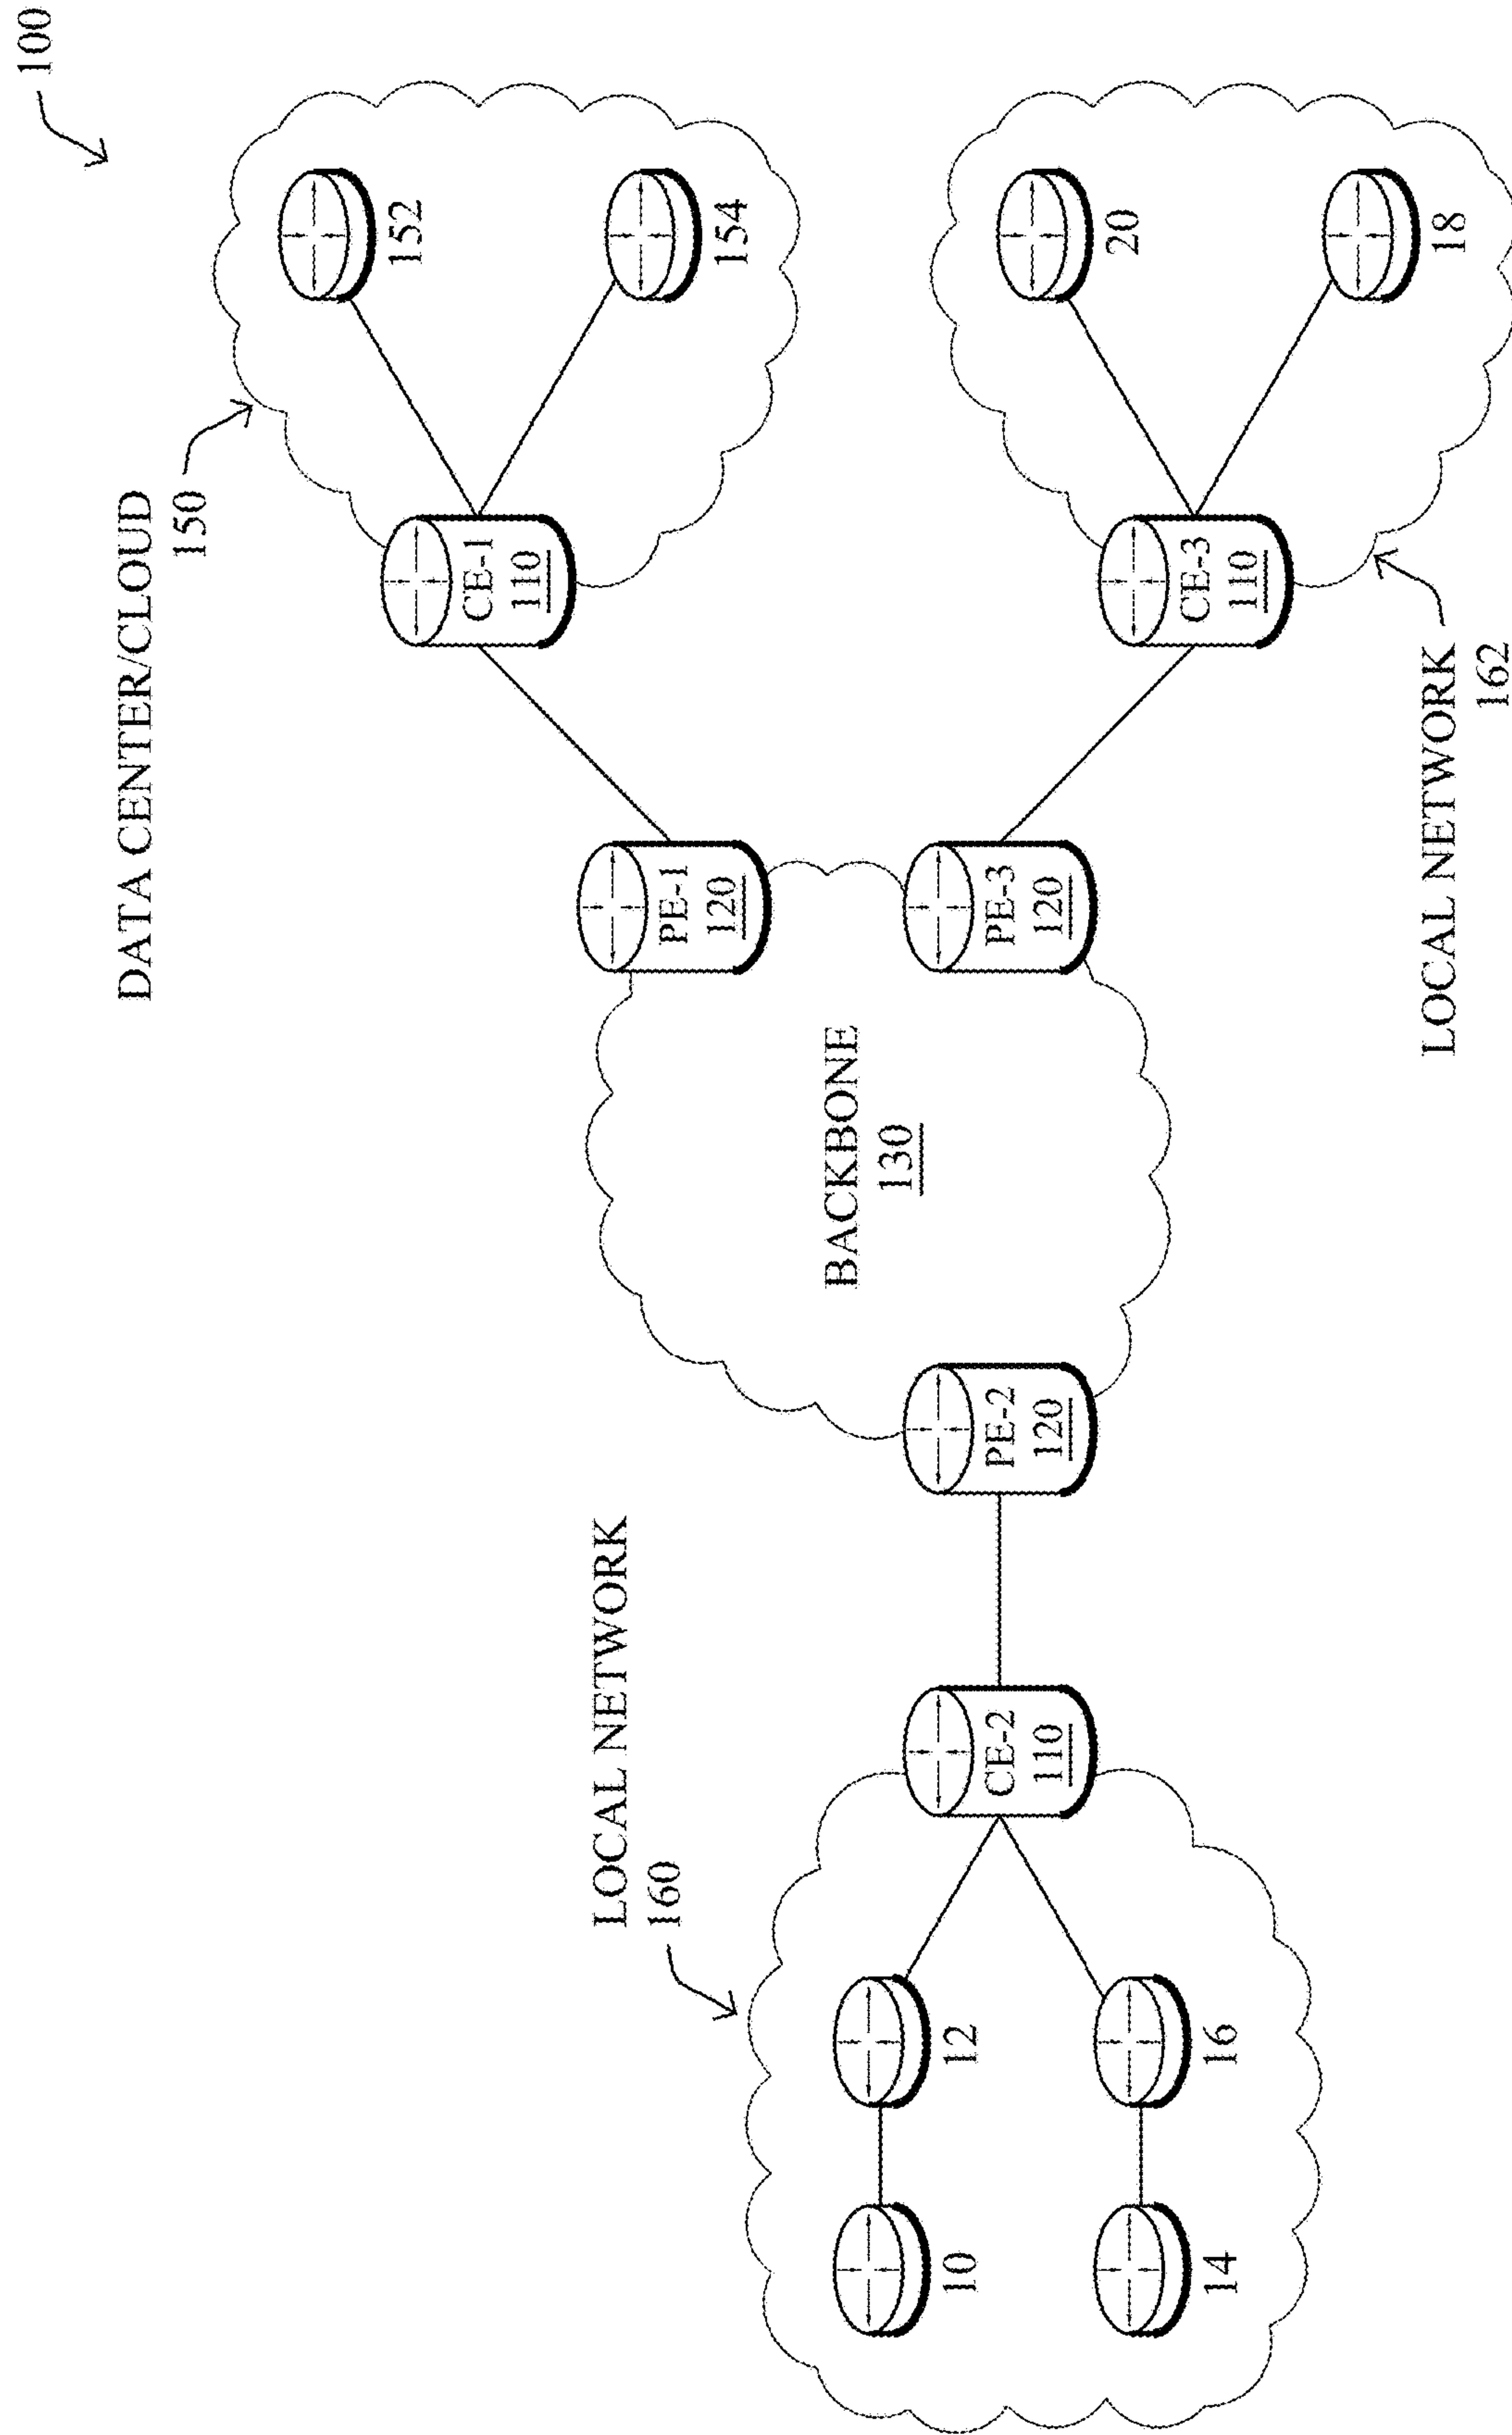 100
DATA CENTER/CLOUD
150
152
154
CE-1
110
PE-1
120
BACKBONE
130
PE-3
120
PE-2
120
CE-3
110
20
18
LOCAL NETWORK
162
LOCAL NETWORK
160
CE-2
110
12
10
16
14